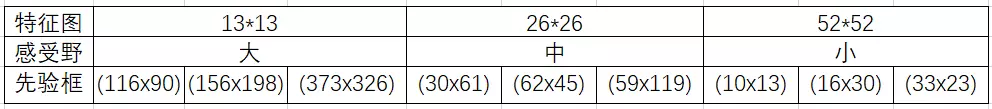 特征图 13*13 26*26 52*52
感受野 大 中 小
先验框 (116x90) (156x198) (373x326) (30x61) (62x45) (59x119) (10x13) (16x30) (33x23)